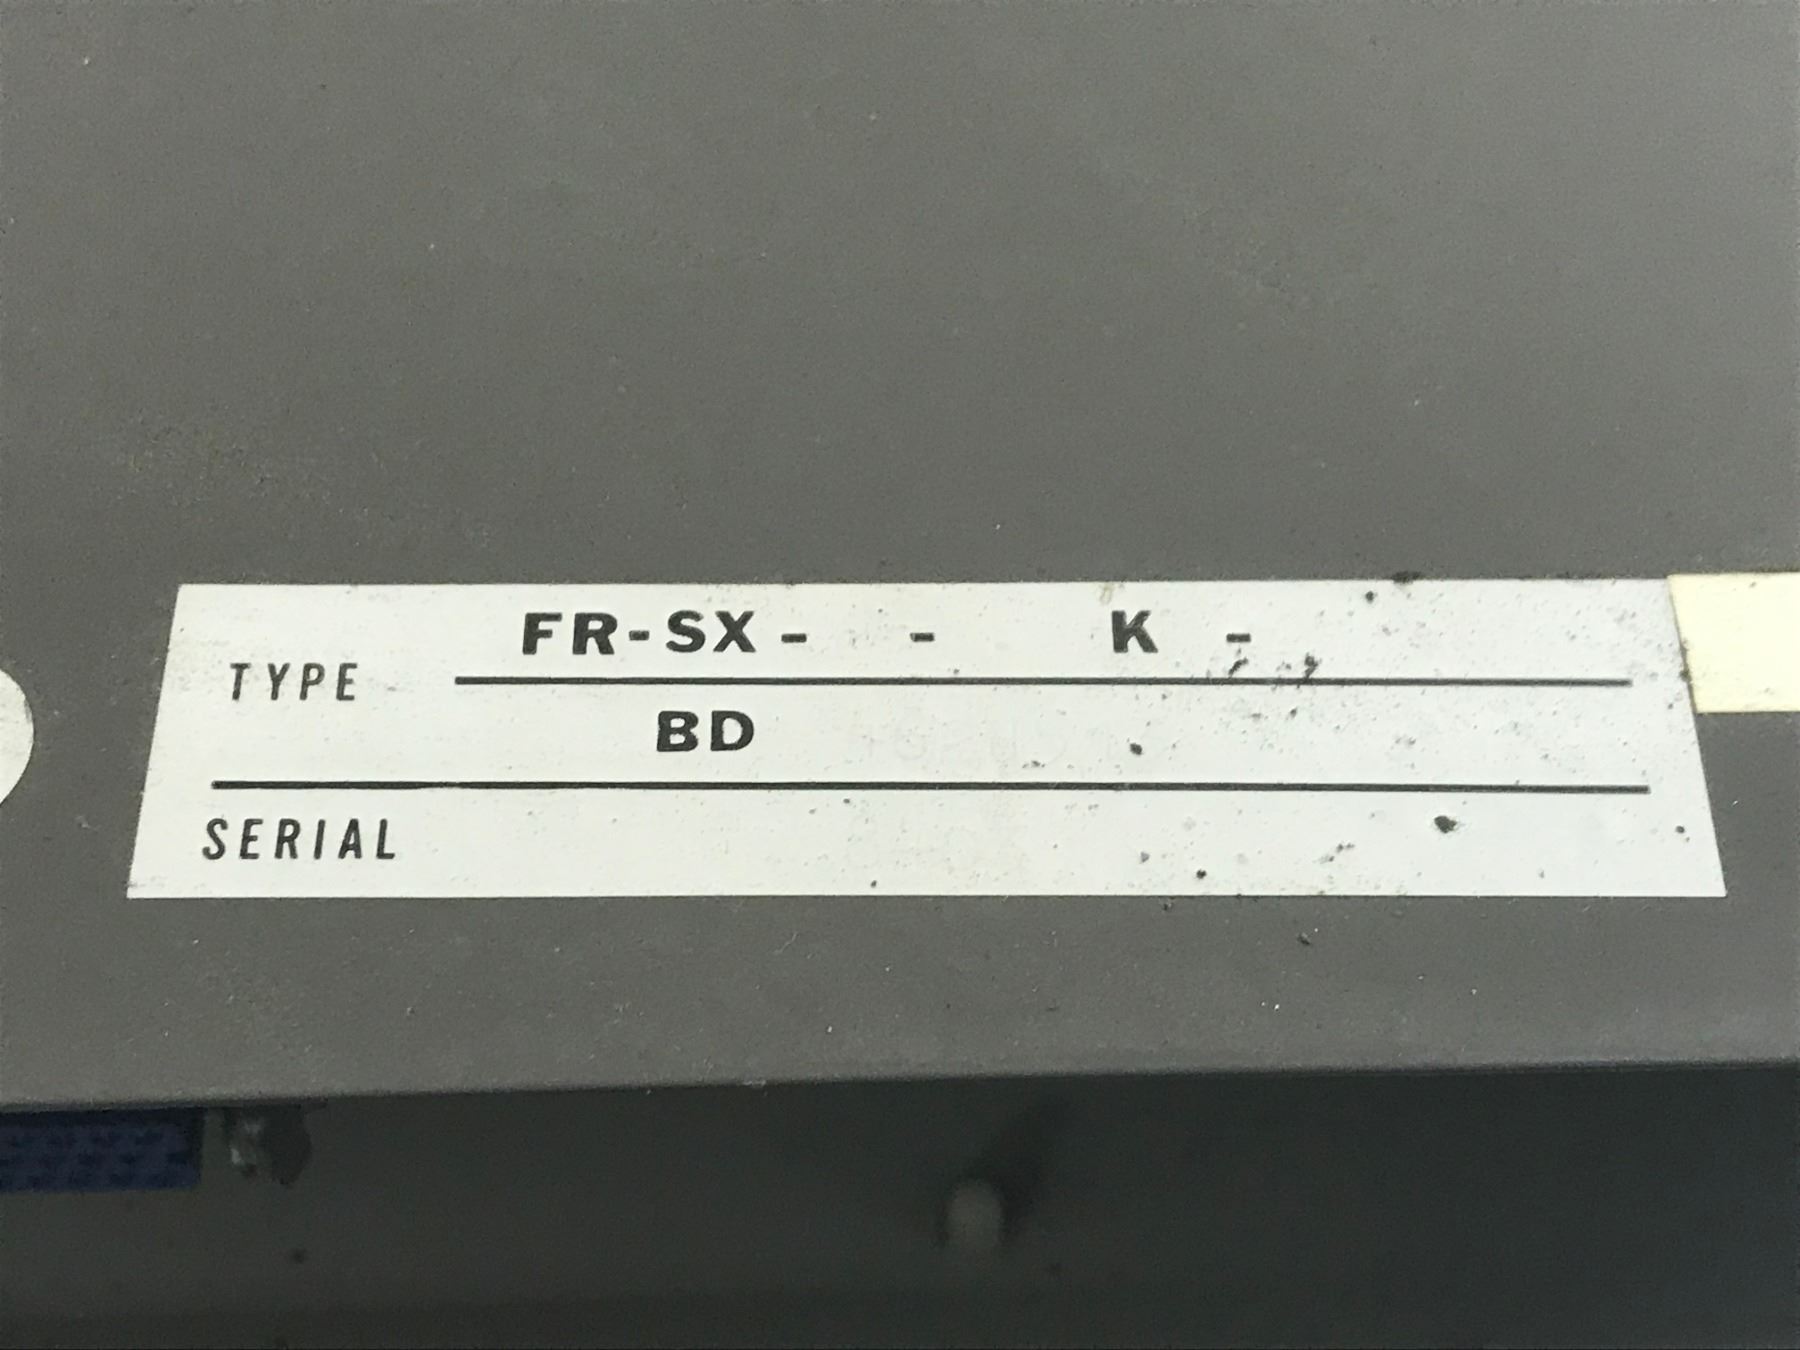 FR-SX-   -   K   -
TYPE
BD
SERIAL